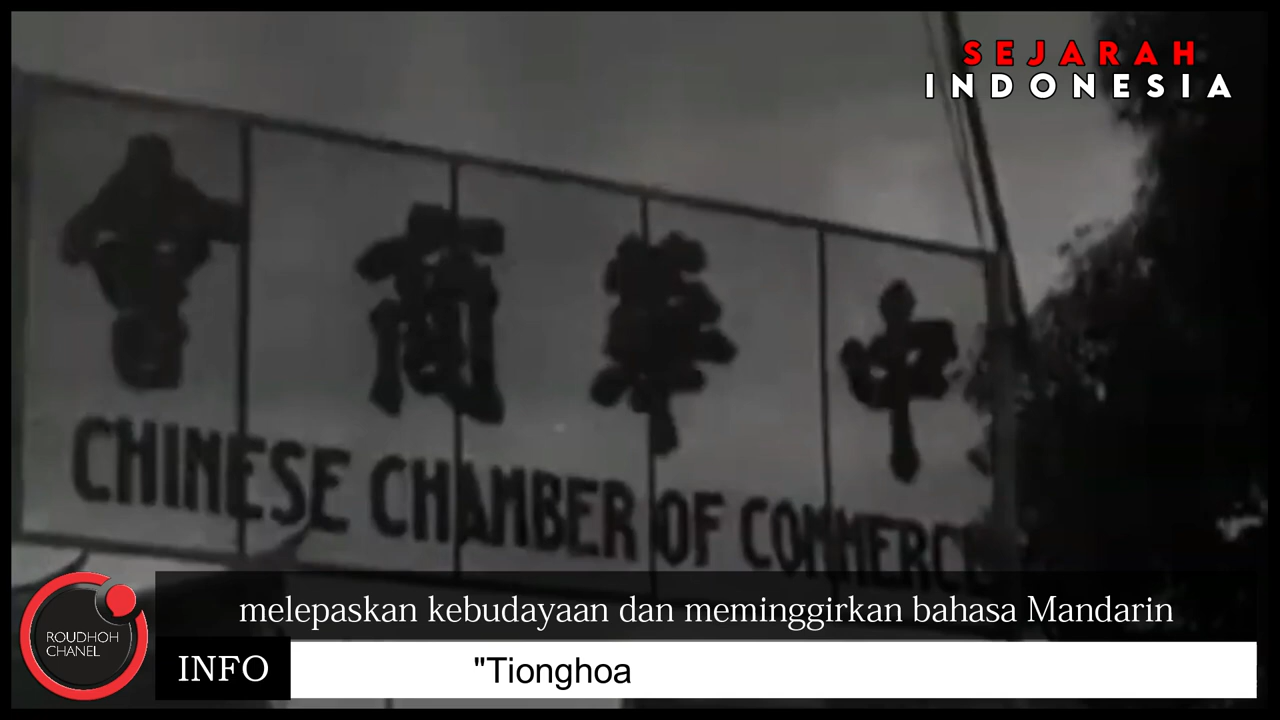 SEJARAH
INDONESIA
會商華中
CHINESE CHAMBER OF COMMERCE
melepaskan kebudayaan dan meminggirkan bahasa Mandarin
ROUDHOH
CHANEL
INFO
"Tionghoa